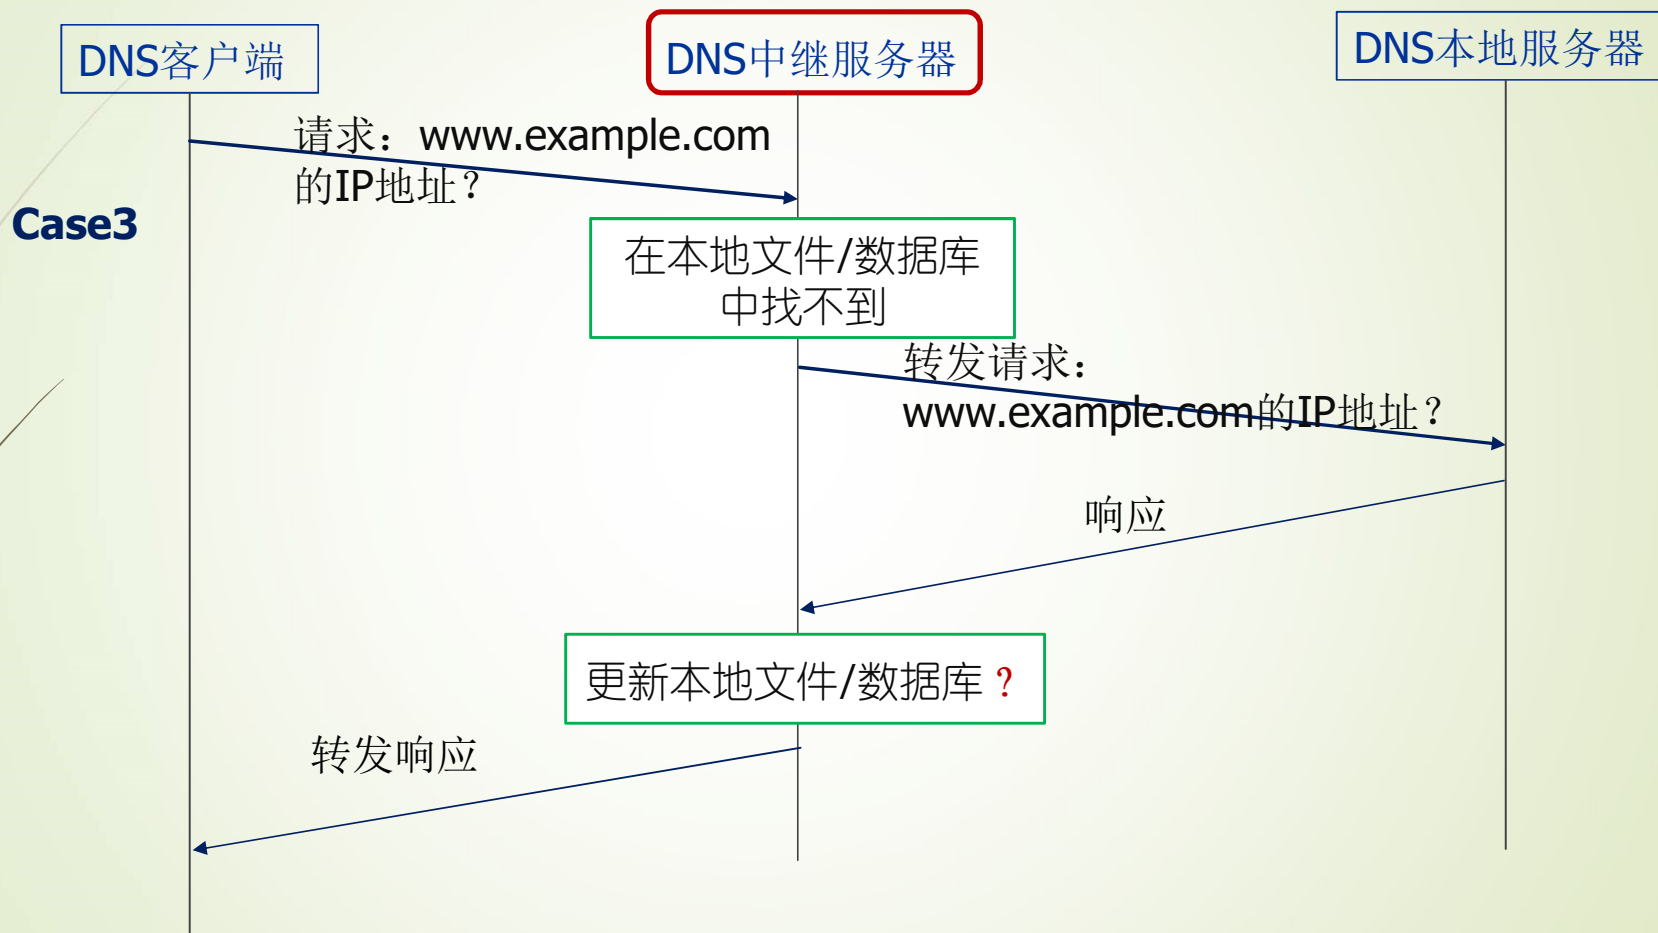 DNS客户端
DNS中继服务器
DNS本地服务器
请求：www.example.com
的IP地址？
Case3
在本地文件/数据库
中找不到
转发请求：
www.example.com的IP地址？
响应
更新本地文件/数据库？
转发响应